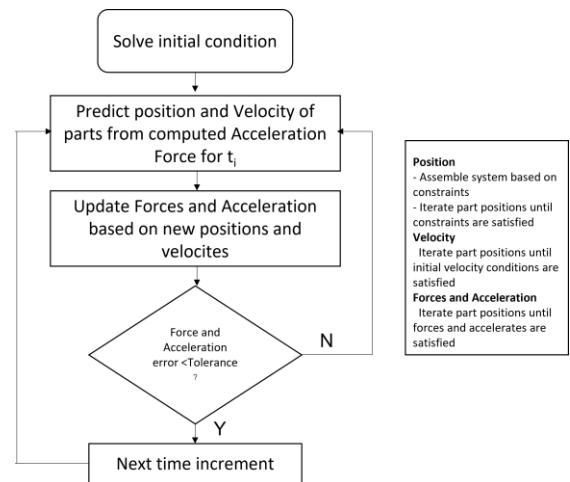 Solve initial condition
Predict position and Velocity of
parts from computed Acceleration
Force for ti
Update Forces and Acceleration
based on new positions and
velocites
Force and
Acceleration
error <Tolerance
?
N
Y
Next time increment
Position
- Assemble system based on
constraints
- Iterate part positions until
constraints are satisfied
Velocity
Iterate part positions until
initial velocity conditions are
satisfied
Forces and Acceleration
Iterate part positions until
forces and accelerates are
satisfied